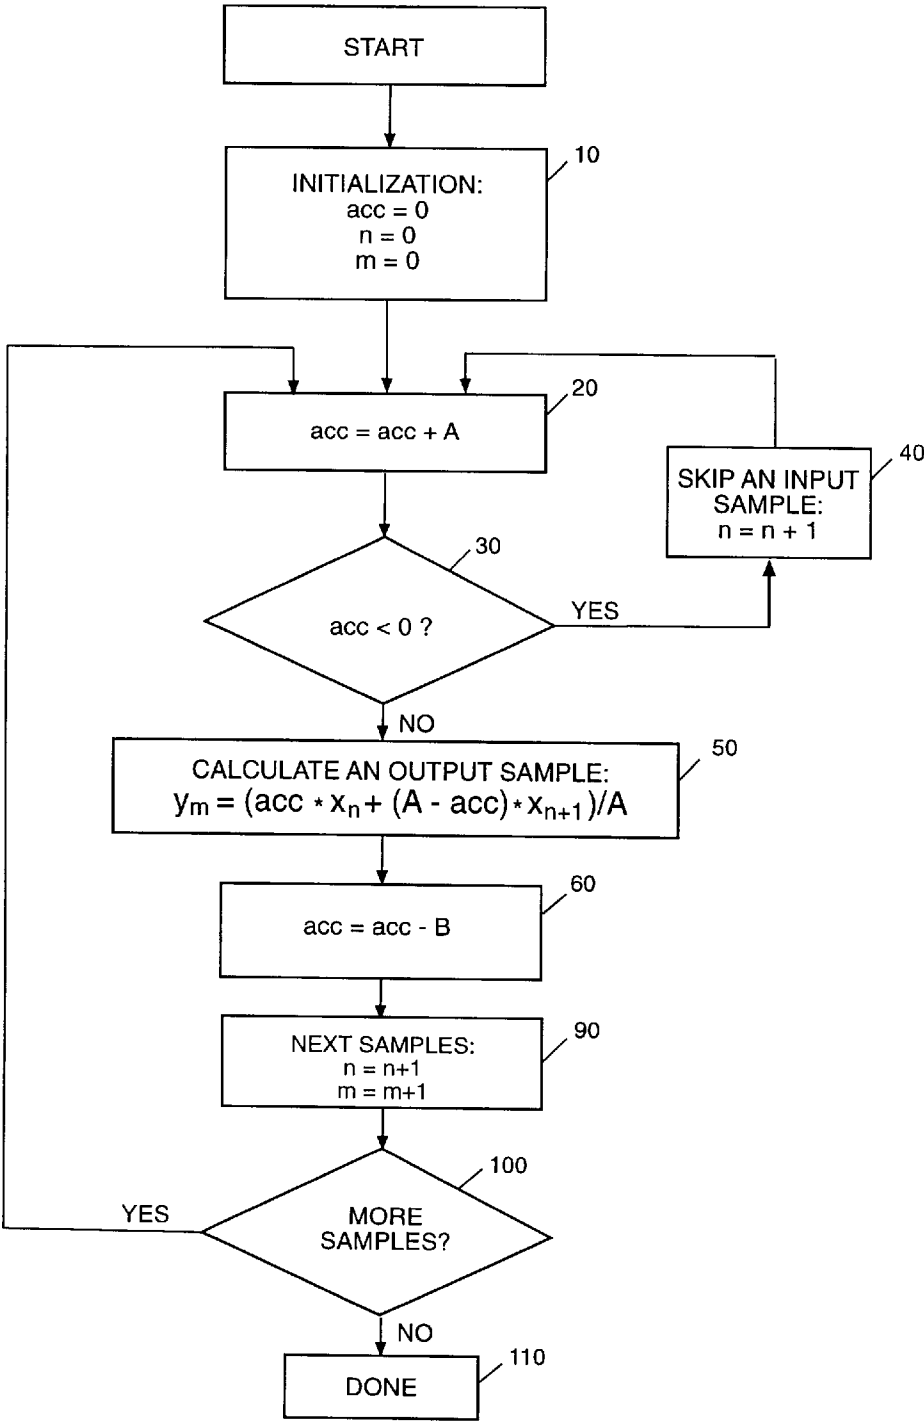 START
10
INITIALIZATION:
acc = 0
n = 0
m = 0
20
acc = acc + A
40
SKIP AN INPUT
SAMPLE:
n = n + 1
30
acc < 0 ?
YES
NO
50
CALCULATE AN OUTPUT SAMPLE:
yₘ = (acc * xₙ + (A - acc) * xₙ₊₁)/A
60
acc = acc - B
90
NEXT SAMPLES:
n = n+1
m = m+1
100
YES
MORE
SAMPLES?
NO
110
DONE